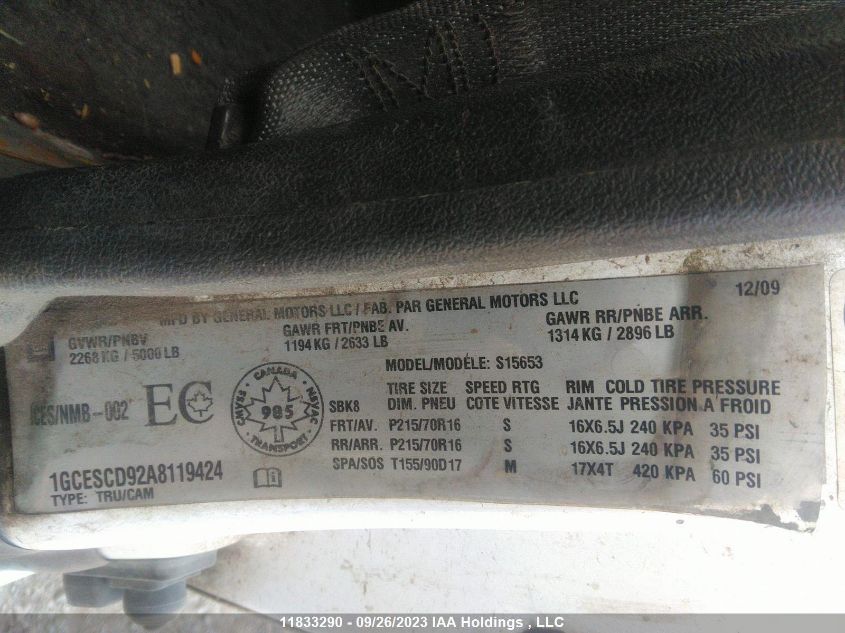 MFD BY GENERAL MOTORS LLC / FAB. PAR GENERAL MOTORS LLC
12/09
GVWR/PNBV
2268 KG / 5000 LB
GAWR FRT/PNBE AV.
1194 KG / 2633 LB
GAWR RR/PNBE ARR.
1314 KG / 2896 LB
MODEL/MODÈLE: S15653
ICES/NMB-002
EC
CANADA
985
TRANSPORT
SBK8
TIRE SIZE SPEED RTG RIM COLD TIRE PRESSURE
DIM. PNEU COTE VITESSE JANTE PRESSION A FROID
FRT/AV. P215/70R16 S 16X6.5J 240 KPA 35 PSI
RR/ARR. P215/70R16 S 16X6.5J 240 KPA 35 PSI
SPA/SOS T155/90D17 M 17X4T 420 KPA 60 PSI
1GCESCD92A8119424
TYPE: TRU/CAM
11833290 - 09/26/2023 IAA Holdings , LLC